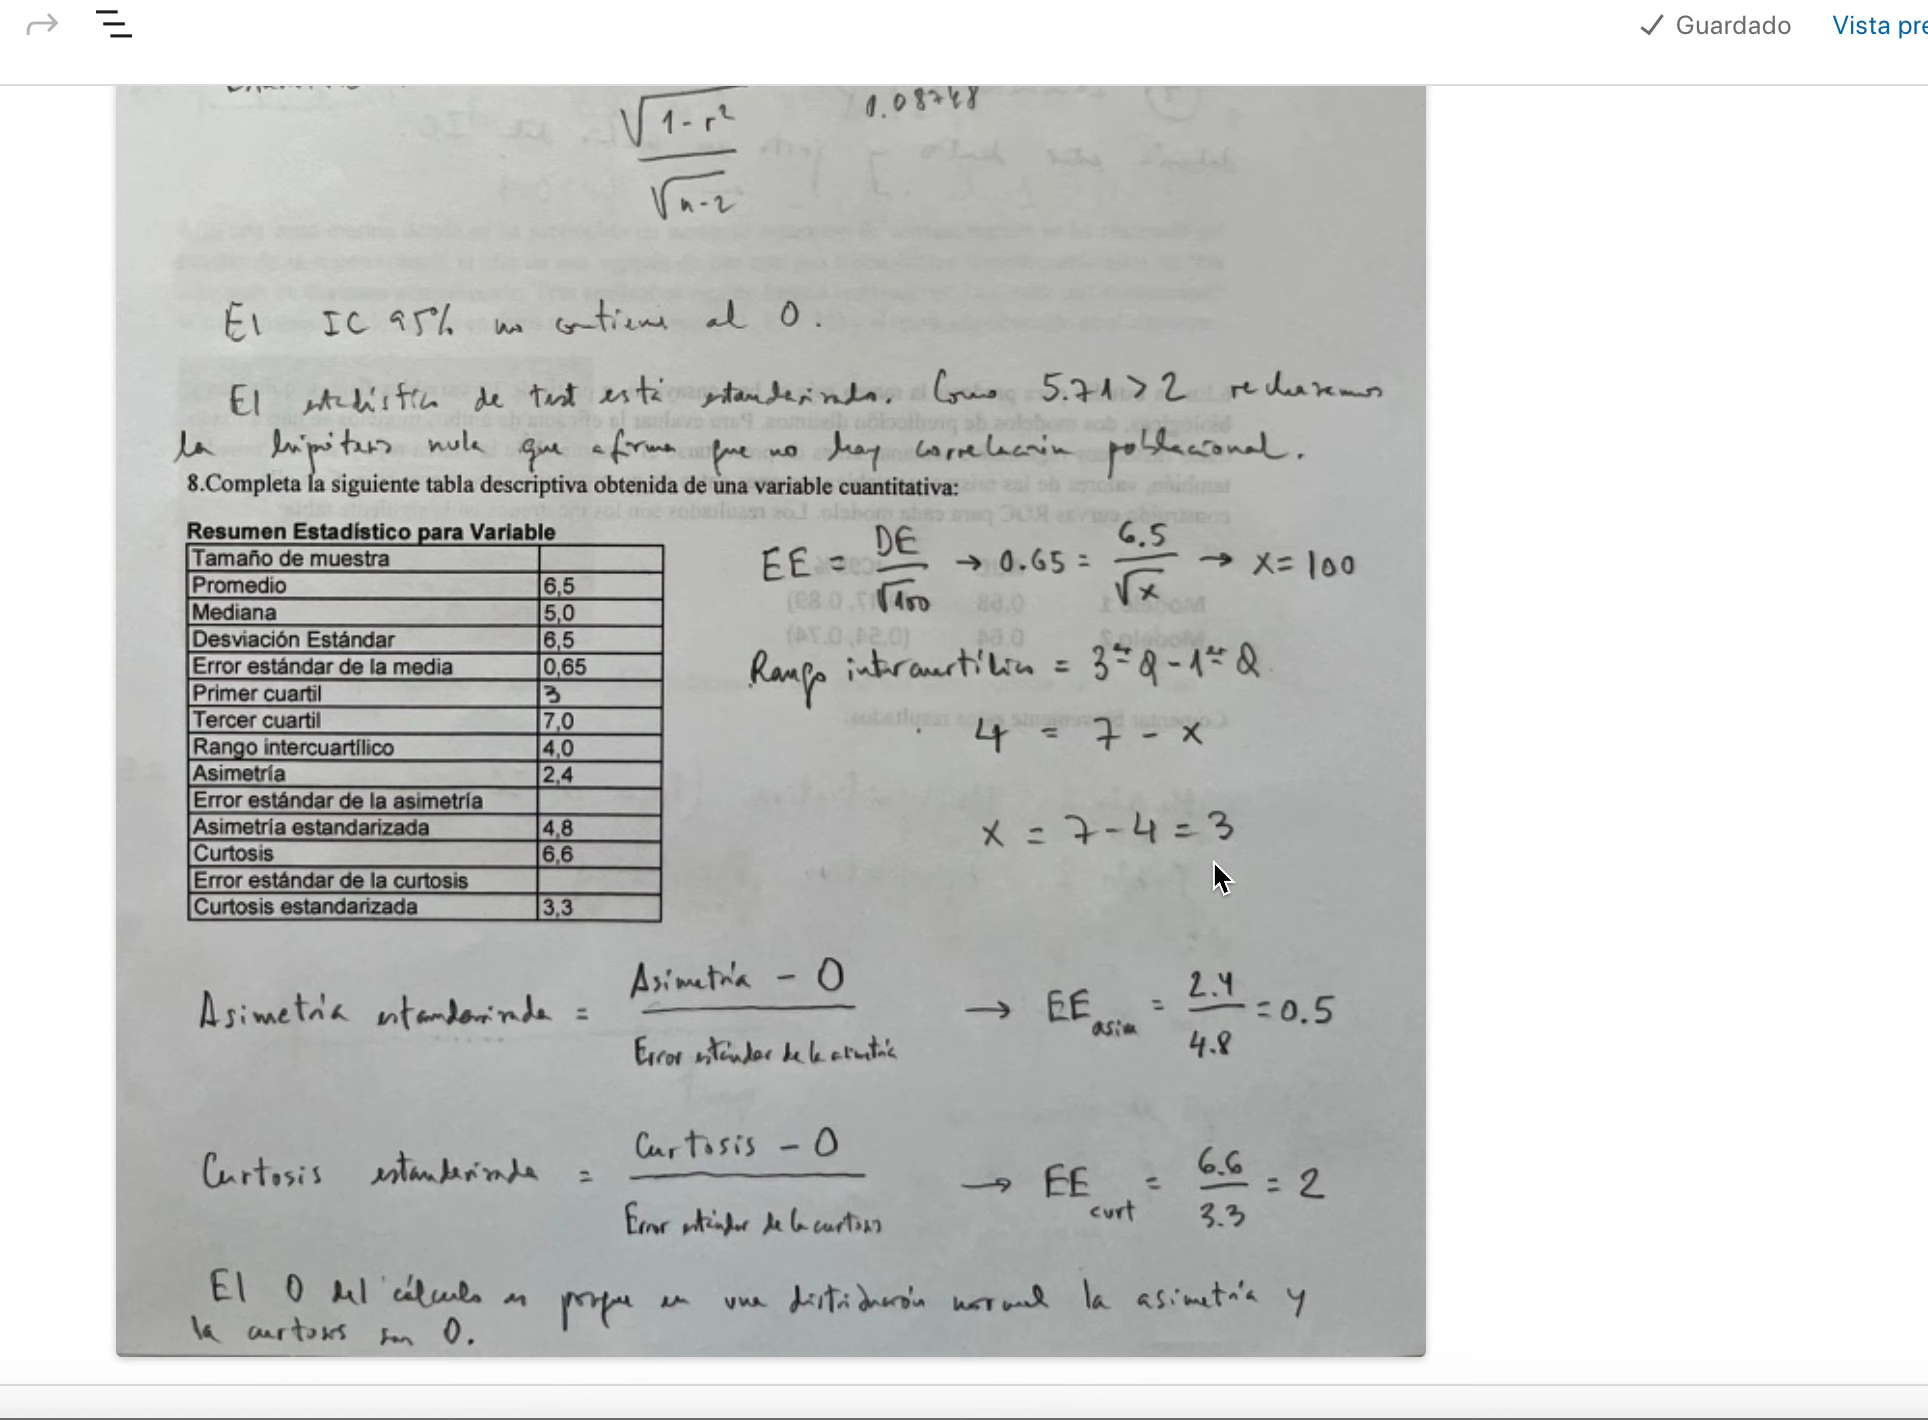 Guardado Vista pre
√1-r²
√n-2
0.08748
El IC 95% no contiene al 0.
El estadístico de test está estandarizado. Como 5.71>2 rechazamos
la hipótesis nula que afirma que no hay correlación poblacional.
8.Completa la siguiente tabla descriptiva obtenida de una variable cuantitativa:
Resumen Estadístico para Variable
Tamaño de muestra
Promedio 6,5
Mediana 5,0
Desviación Estándar 6,5
Error estándar de la media 0,65
Primer cuartil 3
Tercer cuartil 7,0
Rango intercuartílico 4,0
Asimetría 2,4
Error estándar de la asimetría
Asimetría estandarizada 4,8
Curtosis 6,6
Error estándar de la curtosis
Curtosis estandarizada 3,3
EE = DE / √100 → 0.65 = 6.5 / √x → x = 100
Rango intercuartílico = 3er Q - 1er Q
4 = 7 - x
x = 7 - 4 = 3
Asimetría estandarizada = Asimetría - 0 / Error estándar de la asimetría → EE asim = 2.4 / 4.8 = 0.5
Curtosis estandarizada = Curtosis - 0 / Error estándar de la curtosis → EE curt = 6.6 / 3.3 = 2
El 0 del cálculo es porque en una distribución normal la asimetría y
la curtosis son 0.